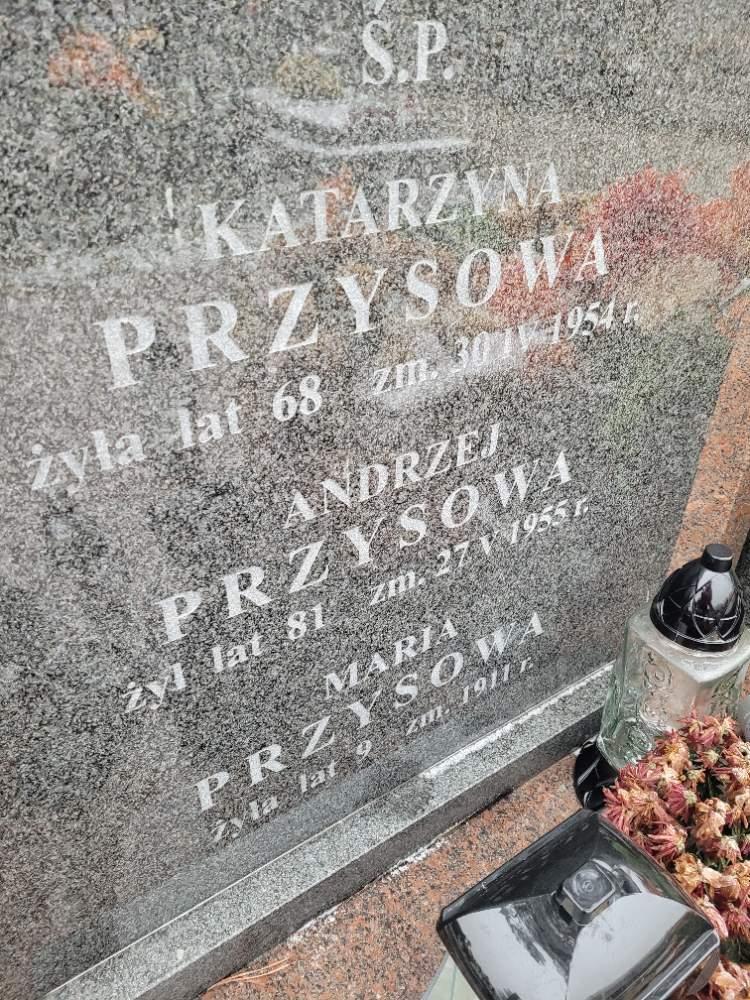 Ś.P.
KATARZYNA
PRZYSOWA
żyła lat 68 zm. 30 IV 1954 r.
ANDRZEJ
PRZYSOWA
żył lat 81 zm. 27 V 1955 r.
MARIA
PRZYSOWA
żyła lat 9 zm. 1911 r.